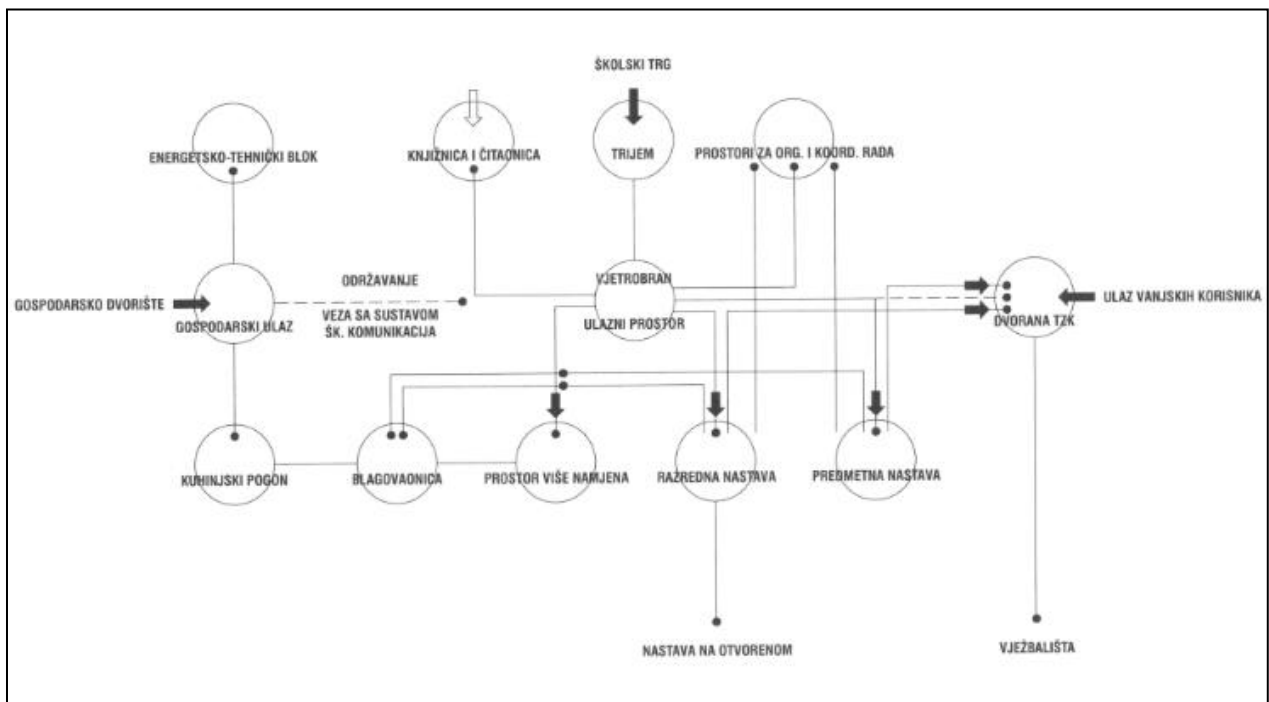 ŠKOLSKI TRG
ENERGETSKO-TEHNIČKI BLOK
KNJIŽNICA I ČITAONICA
TRIJEM
PROSTORI ZA ORG. I KOORD. RADA
ODRŽAVANJE
VJETROBRAN
GOSPODARSKO DVORIŠTE
ULAZ VANJSKIH KORISNIKA
GOSPODARSKI ULAZ
VEZA SA SUSTAVOM
ŠK. KOMUNIKACIJA
ULAZNI PROSTOR
DVORANA TZK
KUHINJSKI POGON
BLAGOVAONICA
PROSTOR VIŠE NAMJENA
RAZREDNA NASTAVA
PREDMETNA NASTAVA
NASTAVA NA OTVORENOM
VJEŽBALIŠTA